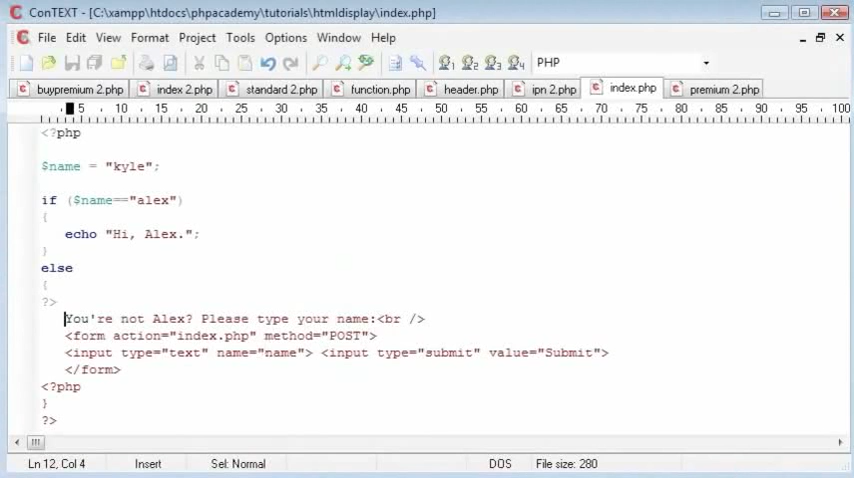 ConTEXT - [C:\xampp\htdocs\phpacademy\tutorials\htmldisplay\index.php]
File Edit View Format Project Tools Options Window Help
1 2 3 4 PHP
buypremium 2.php index 2.php standard 2.php function.php header.php ipn 2.php index.php premium 2.php
5 10 15 20 25 30 35 40 45 50 55 60 65 70 75 80 85 90 95 100
<?php
$name = "kyle";
if ($name=="alex")
{
echo "Hi, Alex.";
}
else
{
?>
You're not Alex? Please type your name:<br />
<form action="index.php" method="POST">
<input type="text" name="name"> <input type="submit" value="Submit">
</form>
<?php
}
?>
Ln 12, Col 4 Insert Sel: Normal DOS File size: 280